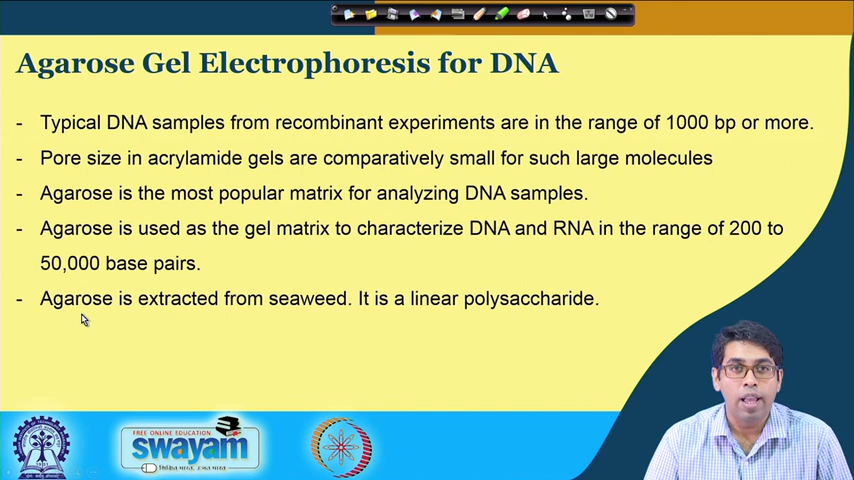 Agarose Gel Electrophoresis for DNA
- Typical DNA samples from recombinant experiments are in the range of 1000 bp or more.
- Pore size in acrylamide gels are comparatively small for such large molecules
- Agarose is the most popular matrix for analyzing DNA samples.
- Agarose is used as the gel matrix to characterize DNA and RNA in the range of 200 to
50,000 base pairs.
- Agarose is extracted from seaweed. It is a linear polysaccharide.
FREE ONLINE EDUCATION
swayam